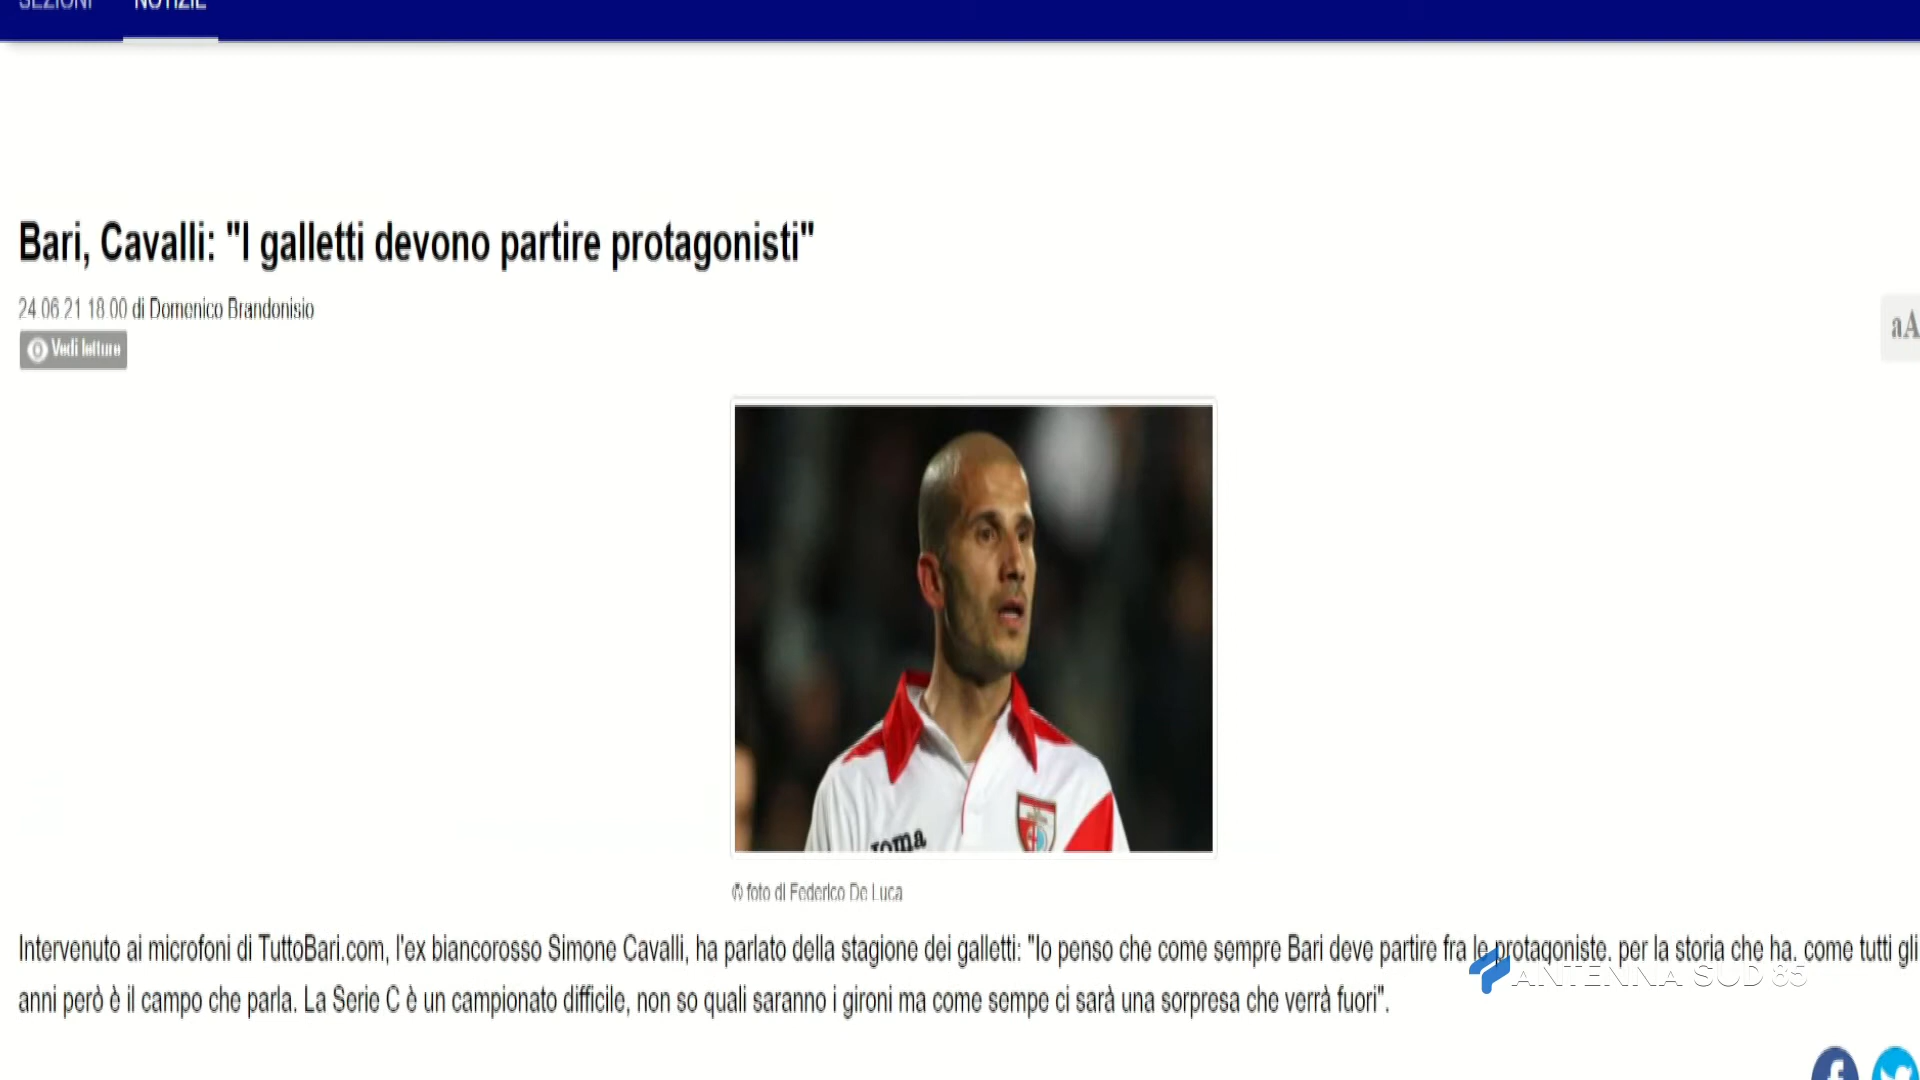 SEZIONI NOTIZIE
Bari, Cavalli: "I galletti devono partire protagonisti"
24.06.21 18.00 di Domenico Brandonisio
Vedi letture
aA
© foto di Federico De Luca
Intervenuto ai microfoni di TuttoBari.com, l'ex biancorosso Simone Cavalli, ha parlato della stagione dei galletti: "Io penso che come sempre Bari deve partire fra le protagoniste, per la storia che ha, come tutti gli
anni però è il campo che parla. La Serie C è un campionato difficile, non so quali saranno i gironi ma come sempe ci sarà una sorpresa che verrà fuori".
ANTENNA SUD 85